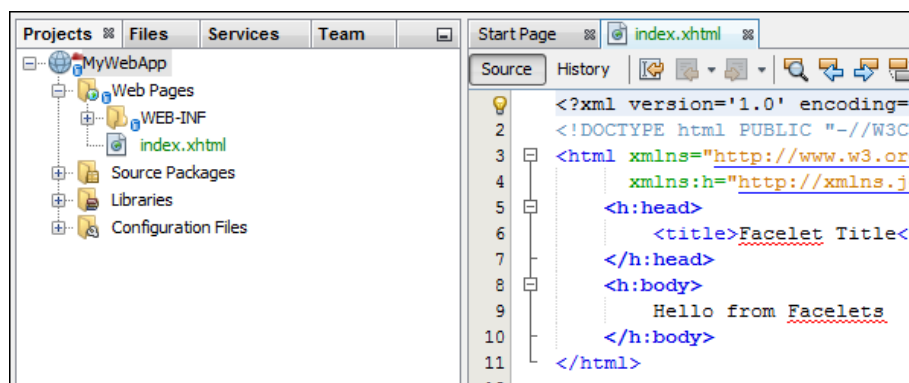 Projects Files Services Team
MyWebApp
Web Pages
WEB-INF
index.xhtml
Source Packages
Libraries
Configuration Files
Start Page index.xhtml
Source History
<?xml version='1.0' encoding=
2 <!DOCTYPE html PUBLIC "-//W3C
3 <html xmlns="http://www.w3.or
4 xmlns:h="http://xmlns.j
5 <h:head>
6 <title>Facelet Title<
7 </h:head>
8 <h:body>
9 Hello from Facelets
10 </h:body>
11 </html>